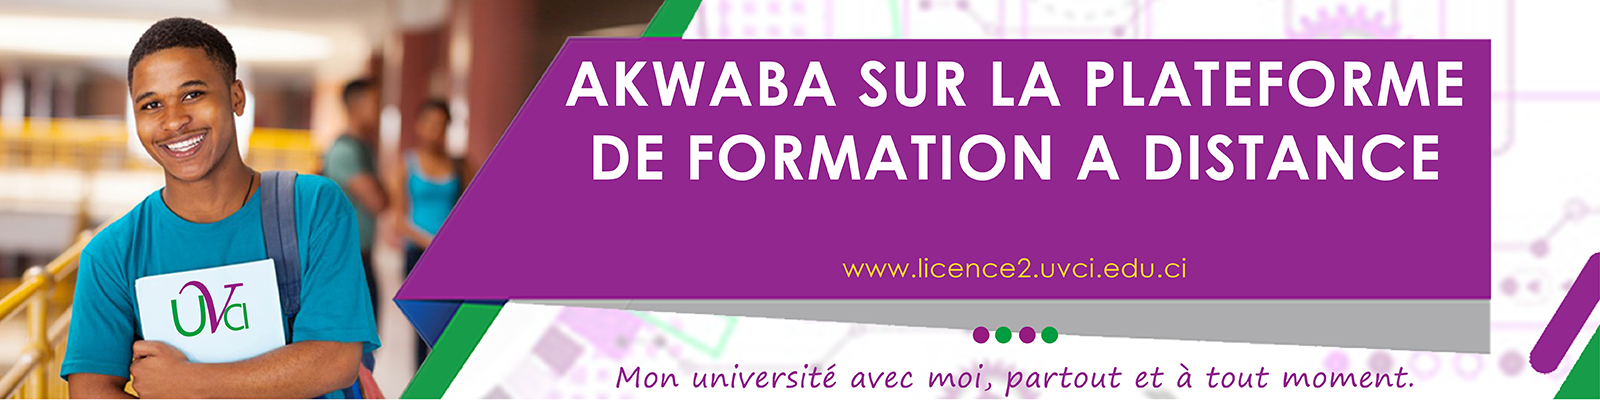 AKWABA SUR LA PLATEFORME
DE FORMATION A DISTANCE
www.licence2.uvci.edu.ci
UVCI
Mon université avec moi, partout et à tout moment.